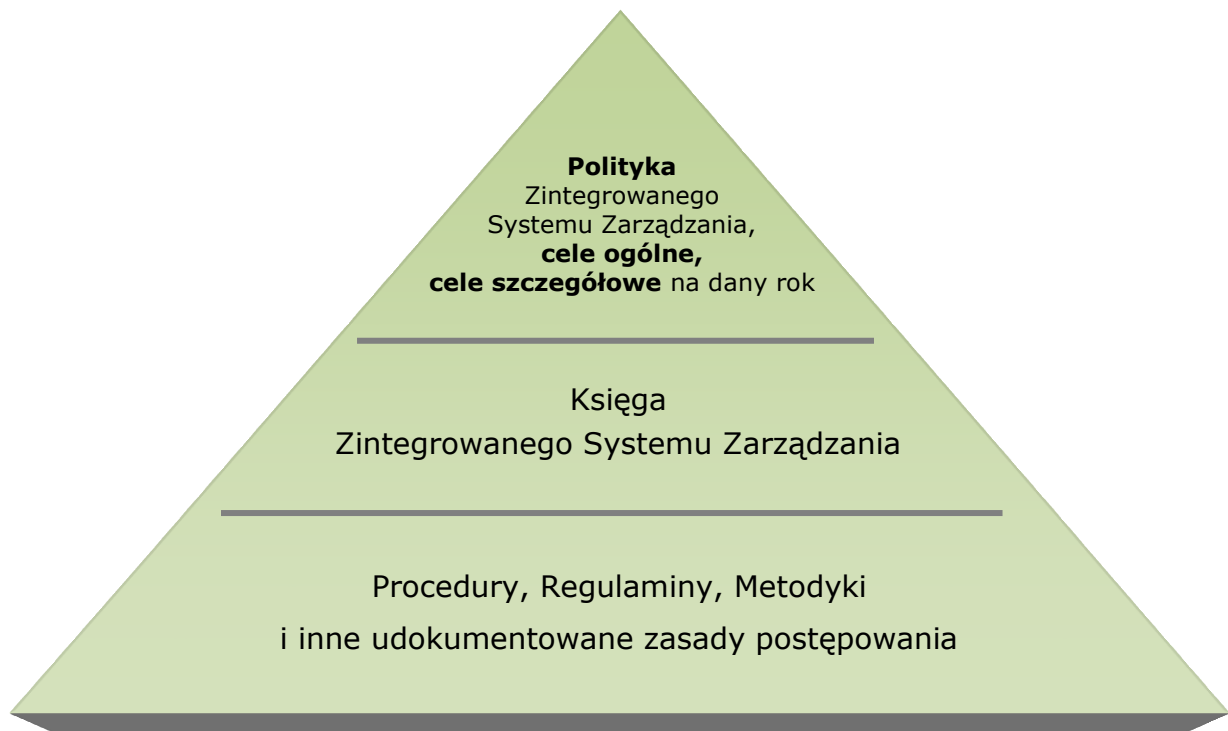 Polityka
Zintegrowanego
Systemu Zarządzania,
cele ogólne,
cele szczegółowe na dany rok
Księga
Zintegrowanego Systemu Zarządzania
Procedury, Regulaminy, Metodyki
i inne udokumentowane zasady postępowania